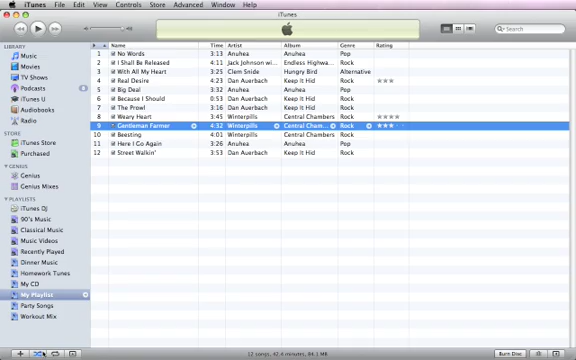 iTunes File Edit View Controls Store Advanced Window Help
iTunes
Search
LIBRARY
Music
Movies
TV Shows
Podcasts
iTunes U
Audiobooks
Radio
STORE
iTunes Store
Purchased
GENIUS
Genius
Genius Mixes
PLAYLISTS
iTunes DJ
90's Music
Classical Music
Music Videos
Recently Played
Dinner Music
Homework Tunes
My CD
My Playlist
Party Songs
Workout Mix
Name Time Artist Album Genre Rating
1 No Words 3:13 Anuhea Anuhea Pop
2 I Shall Be Released 4:11 Jack Johnson wi... Endless Highwa... Rock
3 With All My Heart 3:23 Clem Snide Hungry Bird Alternative
4 Real Desire 4:23 Dan Auerbach Keep It Hid Rock
5 Big Deal 3:32 Anuhea Anuhea Pop
6 Because I Should 0:53 Dan Auerbach Keep It Hid Rock
7 The Prowl 3:16 Dan Auerbach Keep It Hid Rock
8 Weary Heart 3:45 Winterpills Central Chambers Rock
9 Gentleman Farmer 4:32 Winterpills Central Cham... Rock
10 Beesting 4:01 Winterpills Central Chambers Rock
11 Here I Go Again 3:26 Anuhea Anuhea Pop
12 Street Walkin' 3:53 Dan Auerbach Keep It Hid Rock
12 songs, 42.4 minutes, 84.1 MB
Burn Disc